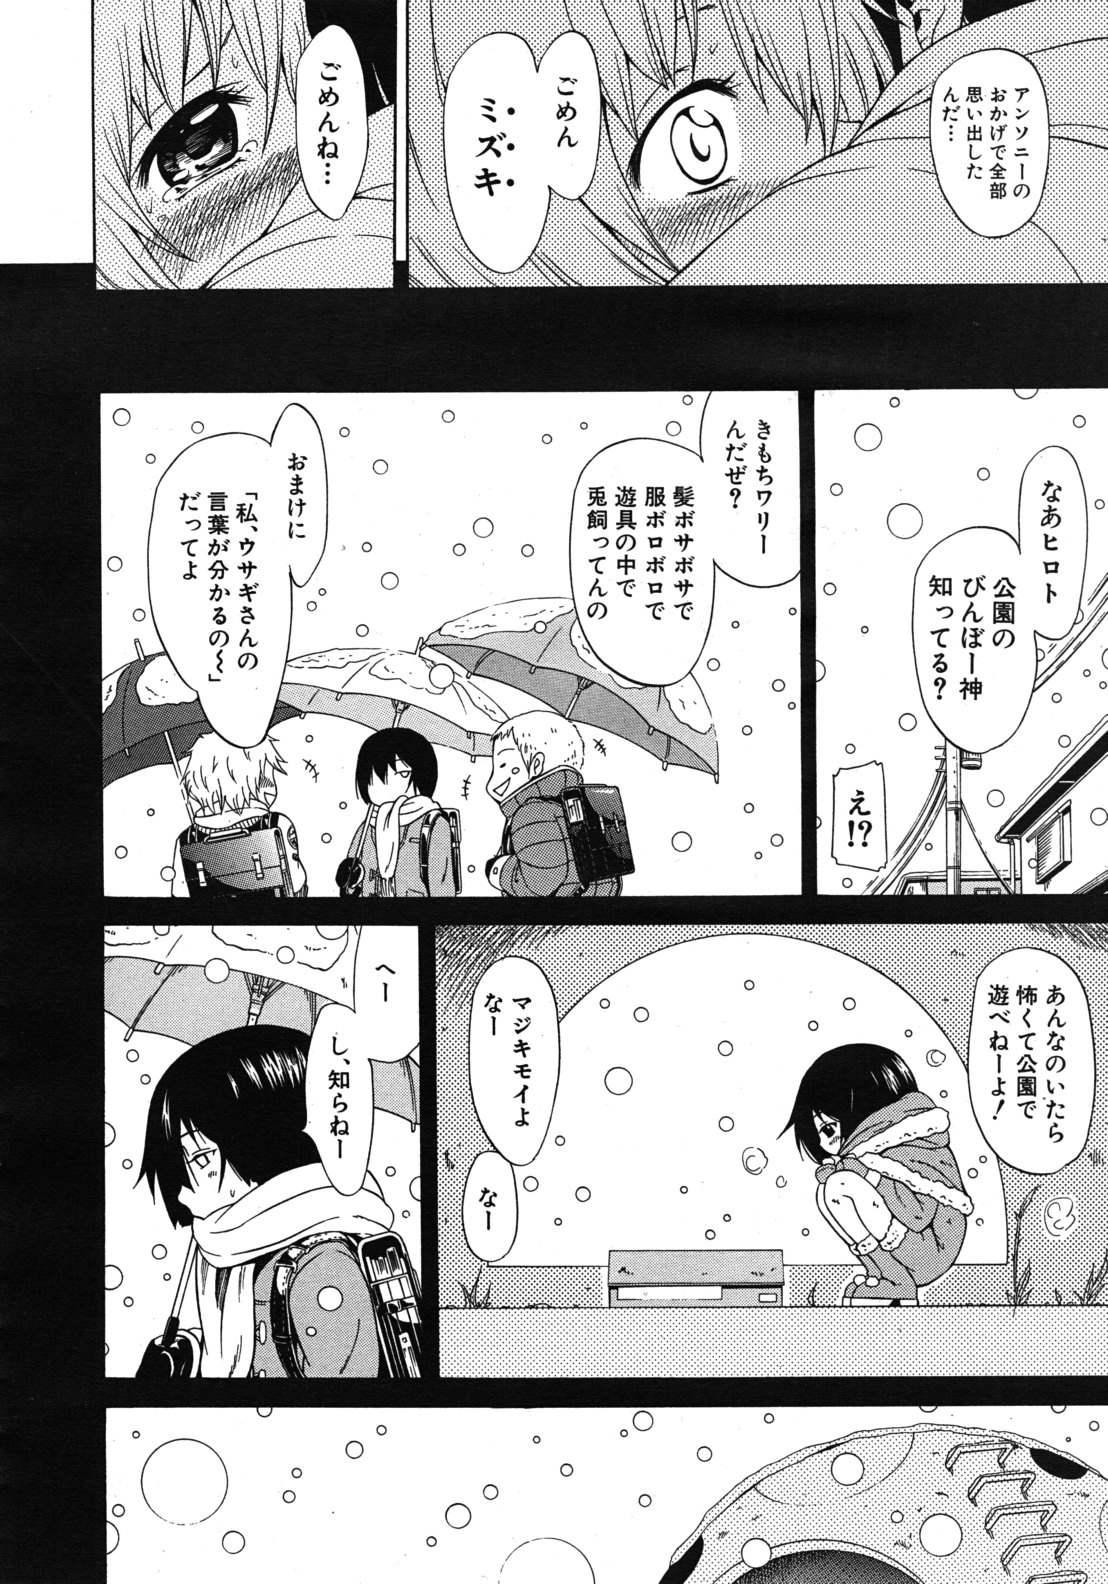 アンソニーの
おかげで全部
思い出した
んだ…
ごめん
ミズキ
ごめんね…
なあヒロト
公園の
びんぼー神
知ってる？
え!?
きもちワリー
んだぜ？
髪ボサボサで
服ボロボロで
遊具の中で
兎飼ってんの
おまけに
「私、ウサギさんの
言葉が分かるの〜」
だってよ
あんなのいたら
怖くて公園で
遊べねーよ！
マジキモイよ
なー
なー
へー
し、知らねー